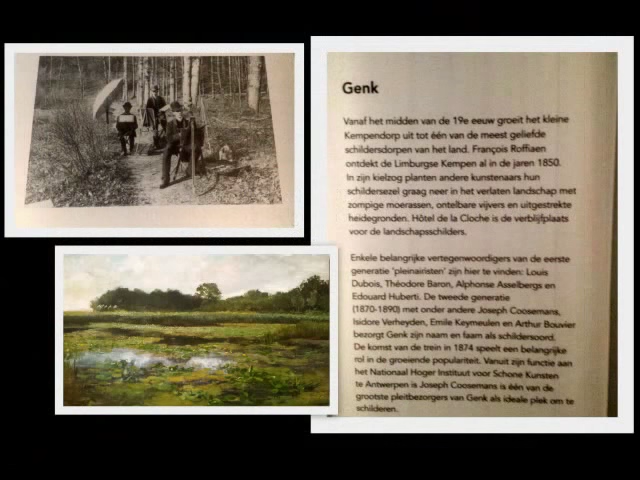 Genk
Vanaf het midden van de 19e eeuw groeit het kleine
Kempendorp uit tot één van de meest geliefde
schildersdorpen van het land. François Roffiaen
ontdekt de Limburgse Kempen al in de jaren 1850.
In zijn kielzog planten andere kunstenaars hun
schildersezel graag neer in het verlaten landschap met
zompige moerassen, ontelbare vijvers en uitgestrekte
heidegronden. Hôtel de la Cloche is de verblijfplaats
voor de landschapsschilders.
Enkele belangrijke vertegenwoordigers van de eerste
generatie 'pleinairisten' zijn hier te vinden: Louis
Dubois, Théodore Baron, Alphonse Asselbergs en
Edouard Huberti. De tweede generatie
(1870-1890) met onder andere Joseph Coosemans,
Isidore Verheyden, Emile Keymeulen en Arthur Bouvier
bezorgt Genk zijn naam en faam als schildersoord.
De komst van de trein in 1874 speelt een belangrijke
rol in de groeiende populariteit. Vanuit zijn functie aan
het Nationaal Hoger Instituut voor Schone Kunsten
te Antwerpen is Joseph Coosemans is één van de
grootste pleitbezorgers van Genk als ideale plek om te
schilderen.